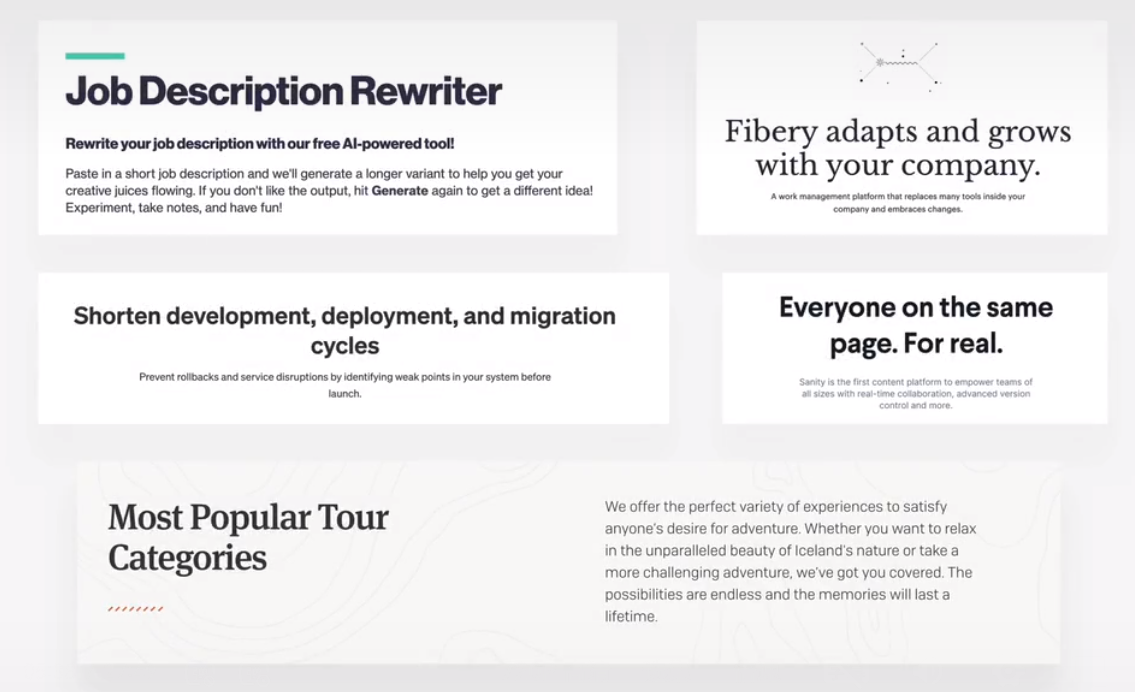 Job Description Rewriter
Rewrite your job description with our free AI-powered tool!
Paste in a short job description and we'll generate a longer variant to help you get your
creative juices flowing. If you don't like the output, hit Generate again to get a different idea!
Experiment, take notes, and have fun!
Fibery adapts and grows
with your company.
A work management platform that replaces many tools inside your
company and embraces changes.
Shorten development, deployment, and migration
cycles
Prevent rollbacks and service disruptions by identifying weak points in your system before
launch.
Everyone on the same
page. For real.
Sanity is the first content platform to empower teams of
all sizes with real-time collaboration, advanced version
control and more.
Most Popular Tour
Categories
We offer the perfect variety of experiences to satisfy
anyone's desire for adventure. Whether you want to relax
in the unparalleled beauty of Iceland's nature or take a
more challenging adventure, we've got you covered. The
possibilities are endless and the memories will last a
lifetime.